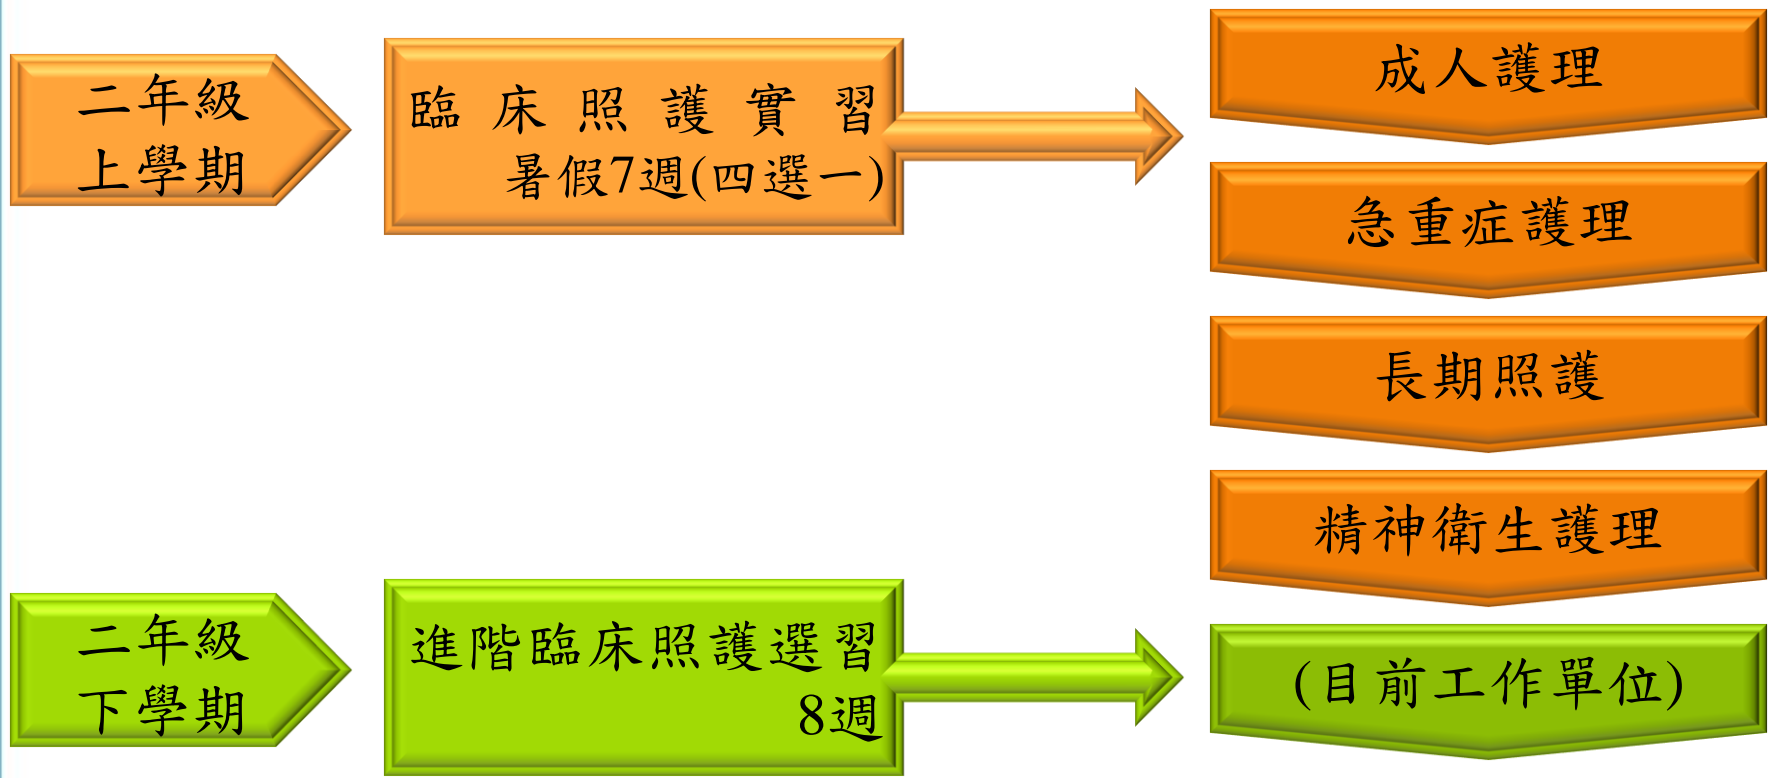 二年級
上學期
臨床照護實習
暑假7週(四選一)
成人護理
急重症護理
長期照護
精神衛生護理
二年級
下學期
進階臨床照護選習
8週
(目前工作單位)